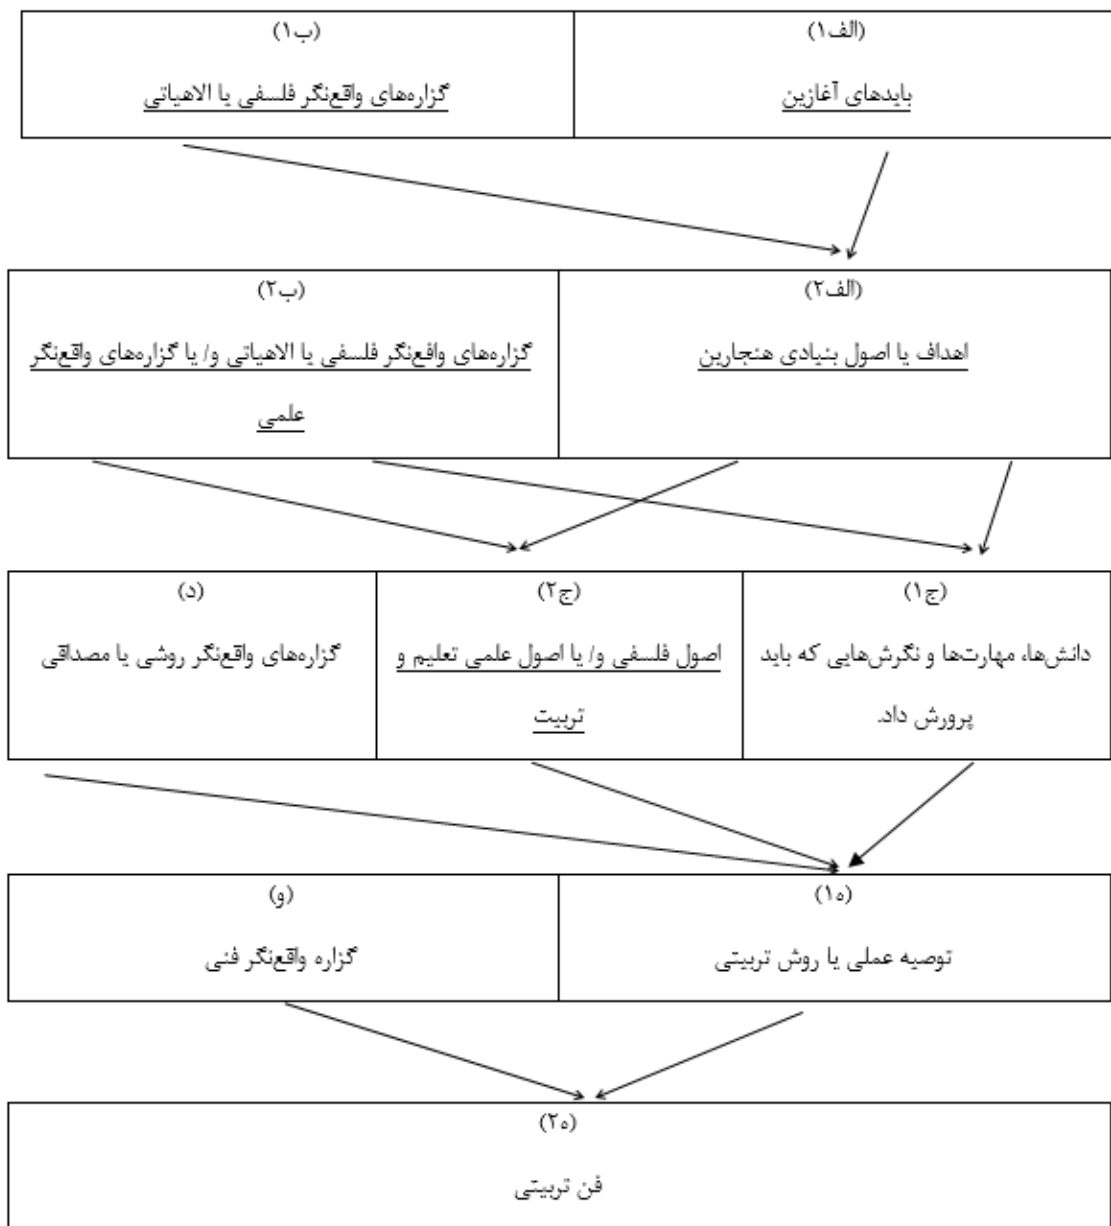 (الف۱)
بایدهای آغازین
(ب۱)
گزاره‌های واقع‌نگر فلسفی یا الاهیاتی
(الف۲)
اهداف یا اصول بنیادی هنجارین
(ب۲)
گزاره‌های واقع‌نگر فلسفی یا الاهیاتی و/ یا گزاره‌های واقع‌نگر
علمی
(ج۱)
دانش‌ها، مهارت‌ها و نگرش‌هایی که باید
پرورش داد.
(ج۲)
اصول فلسفی و/ یا اصول علمی تعلیم و
تربیت
(د)
گزاره‌های واقع‌نگر روشی یا مصداقی
(ه۱)
توصیه عملی یا روش تربیتی
(و)
گزاره واقع‌نگر فنی
(ه۲)
فن تربیتی